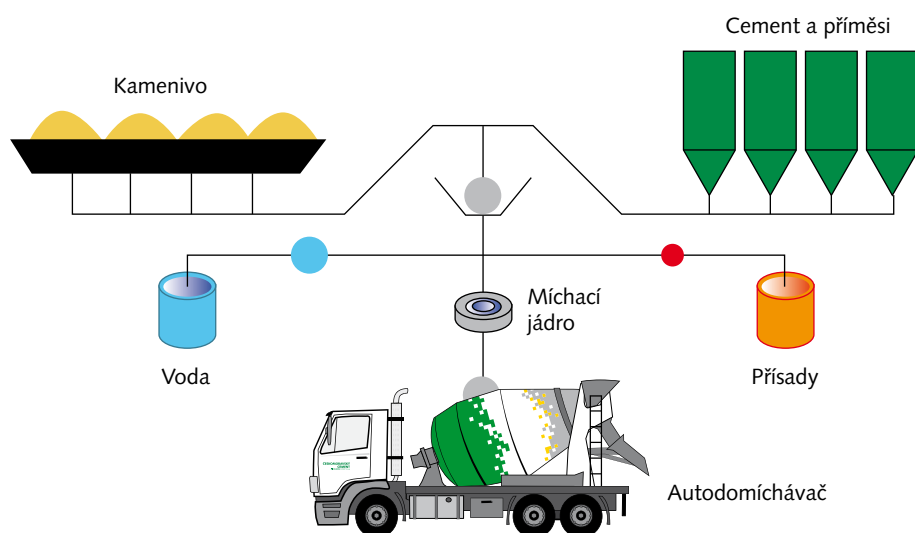 Cement a příměsi
Kamenivo
Míchací
jádro
Voda
Přísady
Autodomíchávač